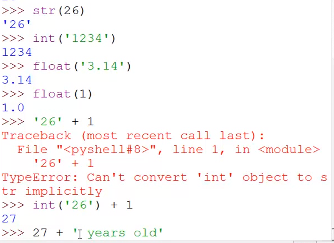 >>> str(26)
'26'
>>> int('1234')
1234
>>> float('3.14')
3.14
>>> float(1)
1.0
>>> '26' + 1
Traceback (most recent call last):
  File "<pyshell#8>", line 1, in <module>
    '26' + 1
TypeError: Can't convert 'int' object to s
tr implicitly
>>> int('26') + 1
27
>>> 27 + ' years old'